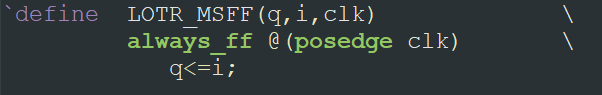 `define  LOTR_MSFF(q,i,clk)             \
         always_ff @(posedge clk)       \
            q<=i;